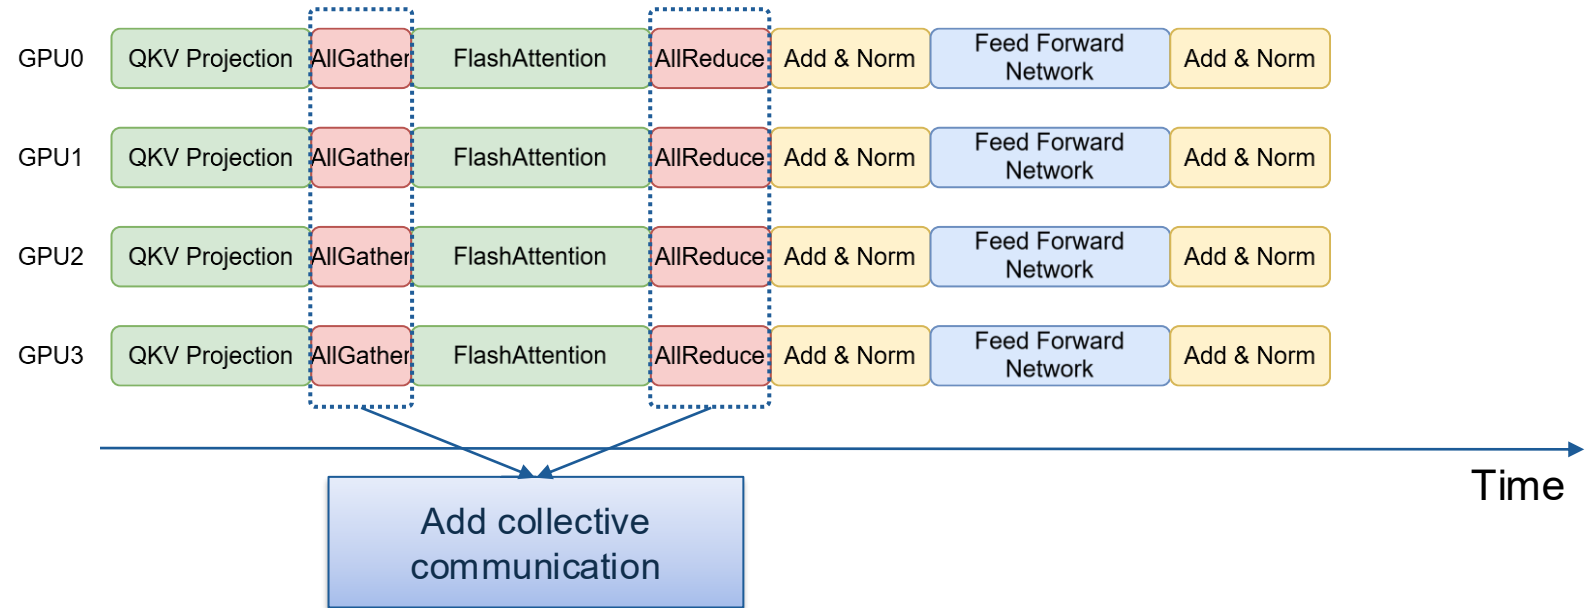 GPU0 QKV Projection AllGather FlashAttention AllReduce Add & Norm Feed Forward Network Add & Norm
GPU1 QKV Projection AllGather FlashAttention AllReduce Add & Norm Feed Forward Network Add & Norm
GPU2 QKV Projection AllGather FlashAttention AllReduce Add & Norm Feed Forward Network Add & Norm
GPU3 QKV Projection AllGather FlashAttention AllReduce Add & Norm Feed Forward Network Add & Norm
Time
Add collective
communication